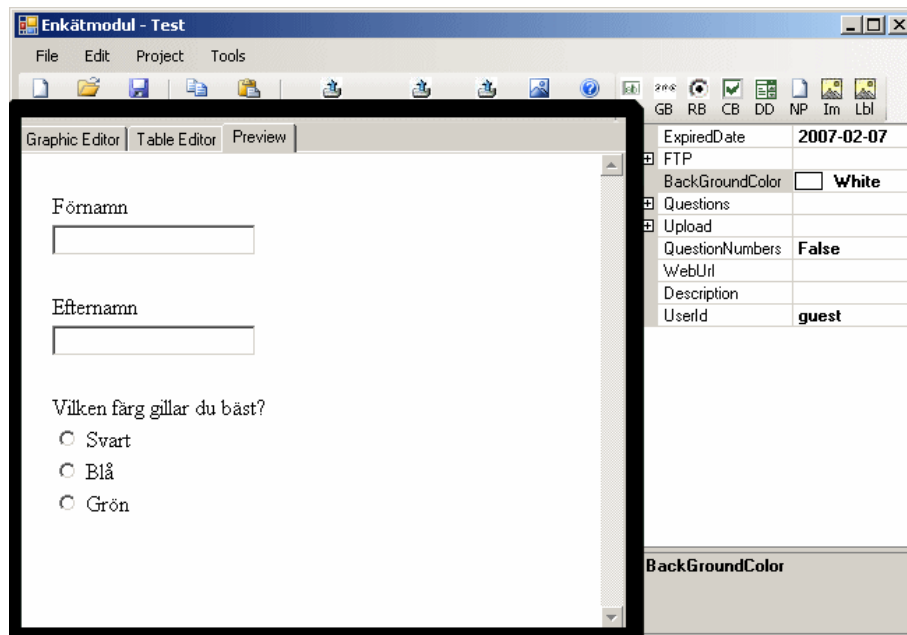 Enkätmodul - Test
File Edit Project Tools
GB RB CB DD NP Im Lbl
Graphic Editor Table Editor Preview
Förnamn
Efternamn
Vilken färg gillar du bäst?
Svart
Blå
Grön
ExpiredDate 2007-02-07
FTP
BackGroundColor White
Questions
Upload
QuestionNumbers False
WebUrl
Description
UserId guest
BackGroundColor